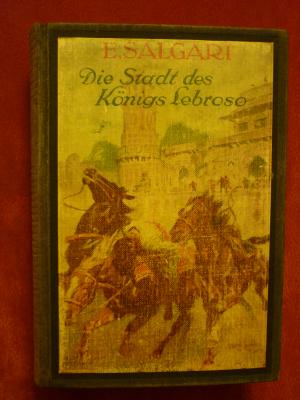 E. SALGARI
Die Stadt des
Königs Lebroso